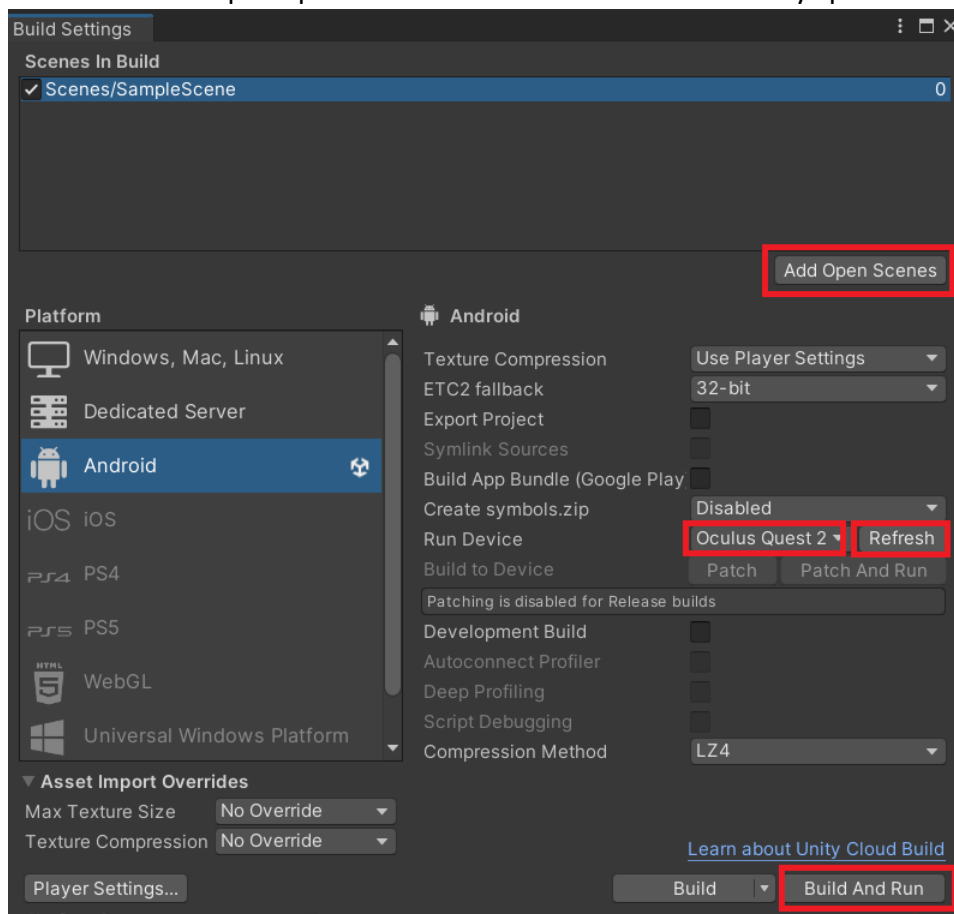 Build Settings
Scenes In Build
Scenes/SampleScene 0
Add Open Scenes
Platform
Windows, Mac, Linux
Dedicated Server
Android
iOS iOS
PS4 PS4
PS5 PS5
HTML 5 WebGL
Universal Windows Platform
Android
Texture Compression Use Player Settings
ETC2 fallback 32-bit
Export Project
Symlink Sources
Build App Bundle (Google Play
Create symbols.zip Disabled
Run Device Oculus Quest 2 Refresh
Build to Device Patch Patch And Run
Patching is disabled for Release builds
Development Build
Autoconnect Profiler
Deep Profiling
Script Debugging
Compression Method LZ4
Asset Import Overrides
Max Texture Size No Override
Texture Compression No Override
Learn about Unity Cloud Build
Player Settings... Build Build And Run